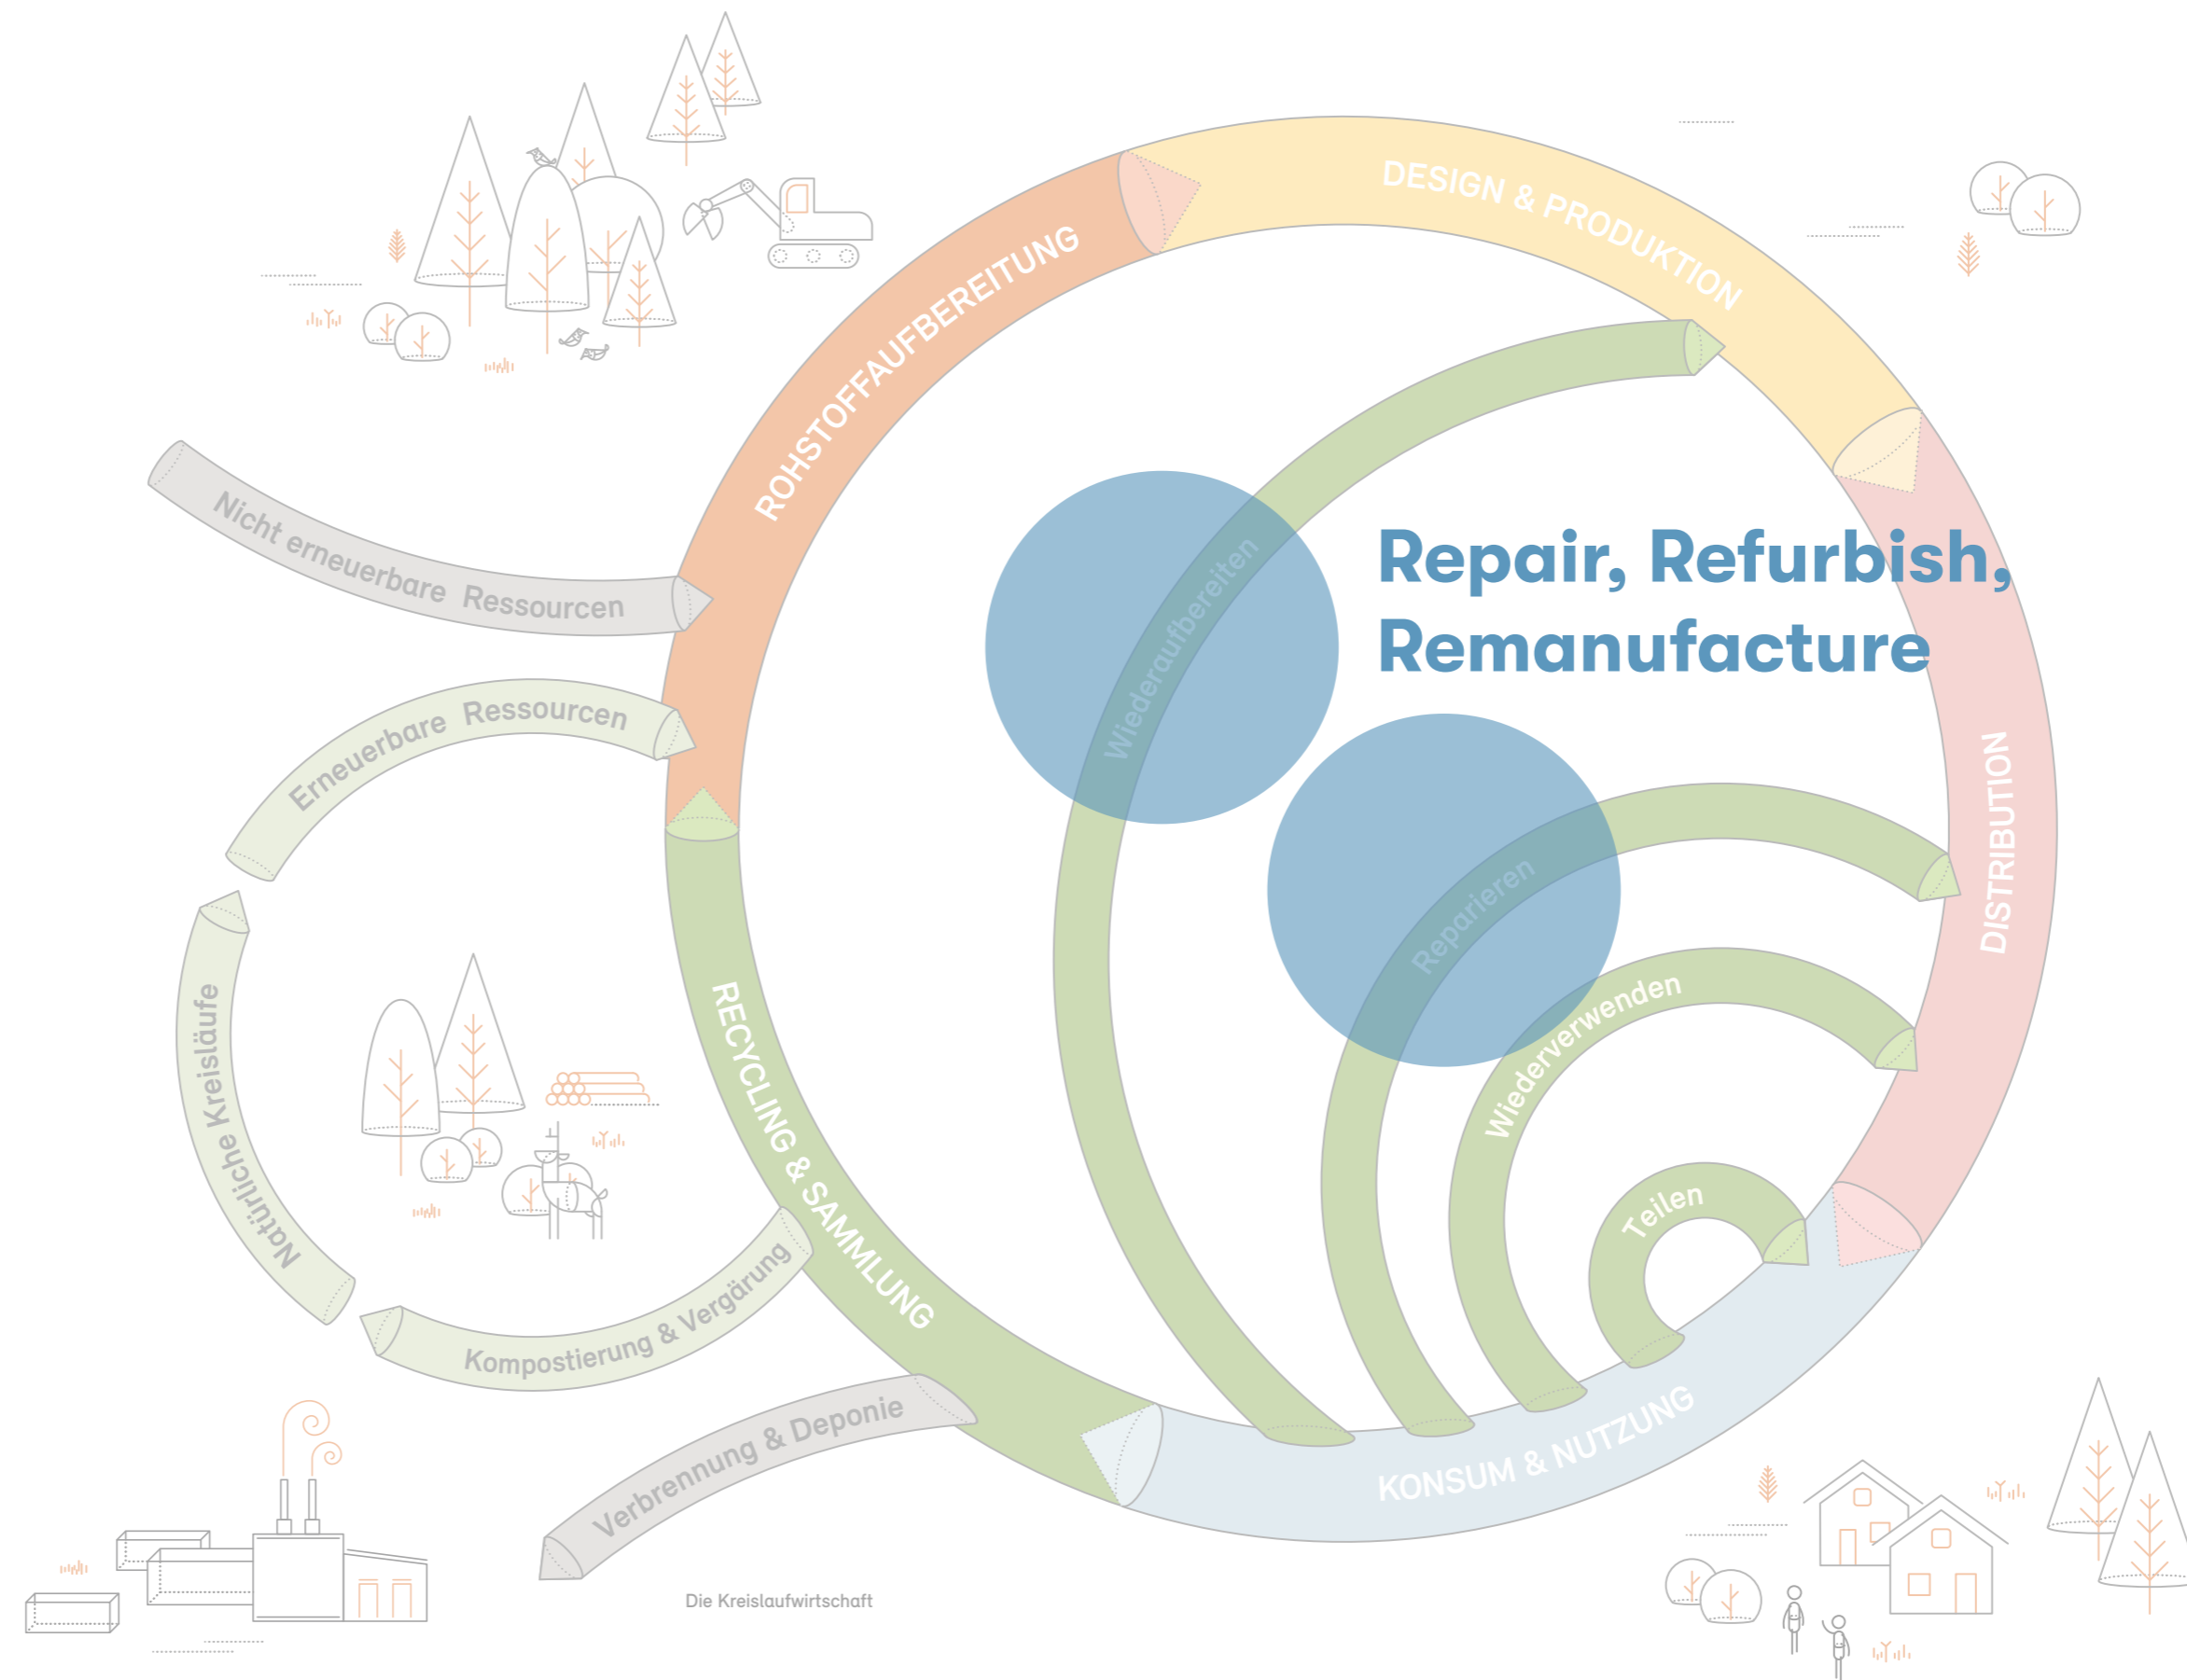 DESIGN & PRODUKTION
ROHSTOFFAUFBEREITUNG
Nicht erneuerbare Ressourcen
Repair, Refurbish,
Remanufacture
Wiederaufbereiten
Erneuerbare Ressourcen
DISTRIBUTION
Reparieren
Wiederverwenden
Natürliche Kreisläufe
RECYCLING & SAMMLUNG
Teilen
Kompostierung & Vergärung
Verbrennung & Deponie
KONSUM & NUTZUNG
Die Kreislaufwirtschaft